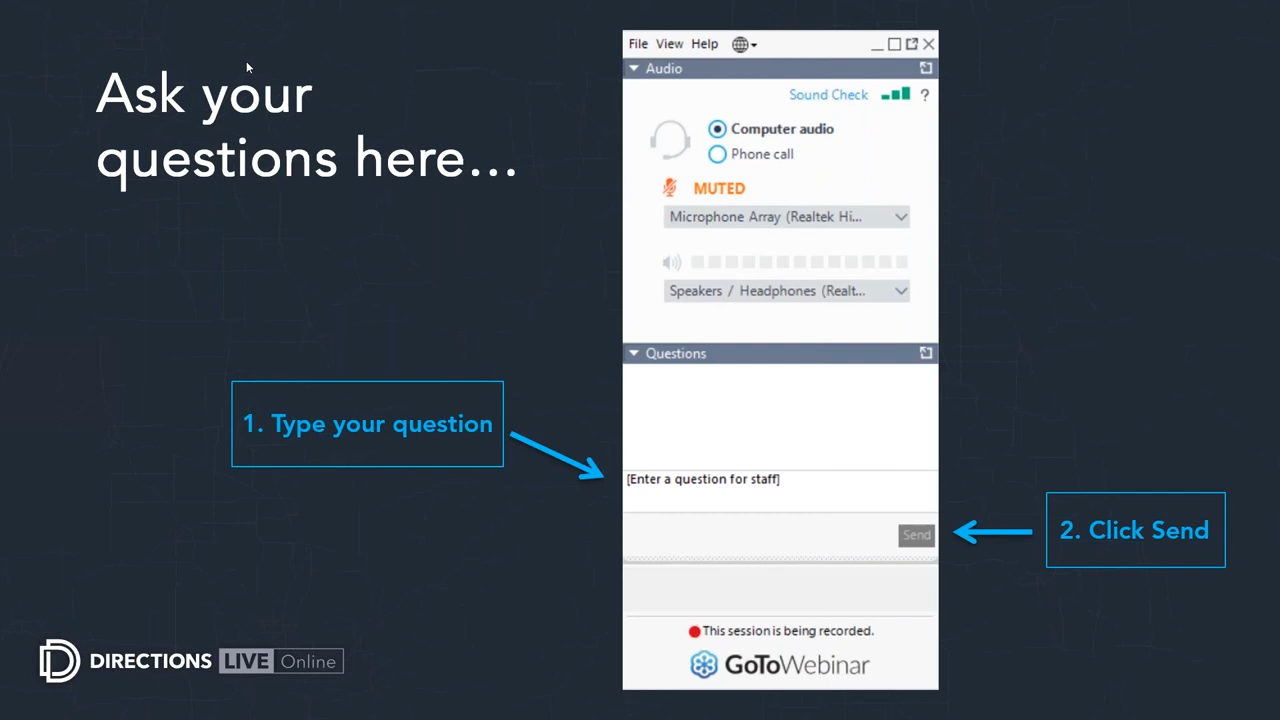 Ask your
questions here...
File View Help
Audio
Sound Check ?
Computer audio
Phone call
MUTED
Microphone Array (Realtek Hi...
Speakers / Headphones (Realt...
Questions
1. Type your question
[Enter a question for staff]
Send
2. Click Send
This session is being recorded.
GoToWebinar
DIRECTIONS LIVE Online